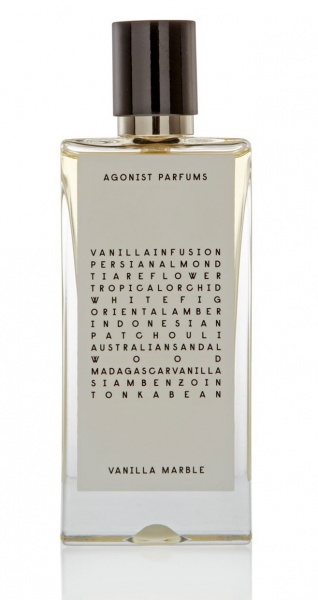 AGONIST PARFUMS
VANILLAINFUSION
PERSIANALMOND
TIAREFLOWER
TROPICALORCHID
WHITEFIG
ORIENTALAMBER
INDONESIAN
PATCHOULI
AUSTRALIANSANDAL
WOOD
MADAGASCARVANILLA
SIAMBENZOIN
TONKABEAN
VANILLA MARBLE